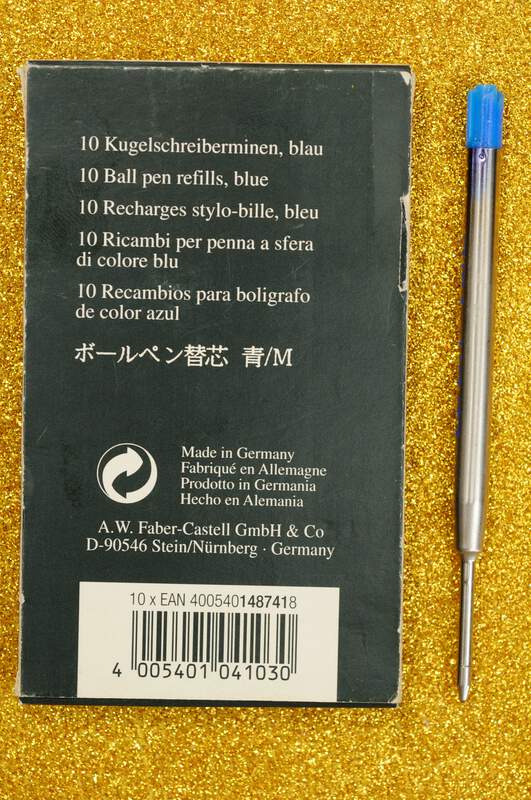 10 Kugelschreiberminen, blau
10 Ball pen refills, blue
10 Recharges stylo-bille, bleu
10 Ricambi per penna a sfera
di colore blu
10 Recambios para boligrafo
de color azul
ボールペン替芯 青/M
Made in Germany
Fabriqué en Allemagne
Prodotto in Germania
Hecho en Alemania
A.W. Faber-Castell GmbH & Co
D-90546 Stein/Nürnberg · Germany
10 x EAN 4005401487418
4 005401 041030